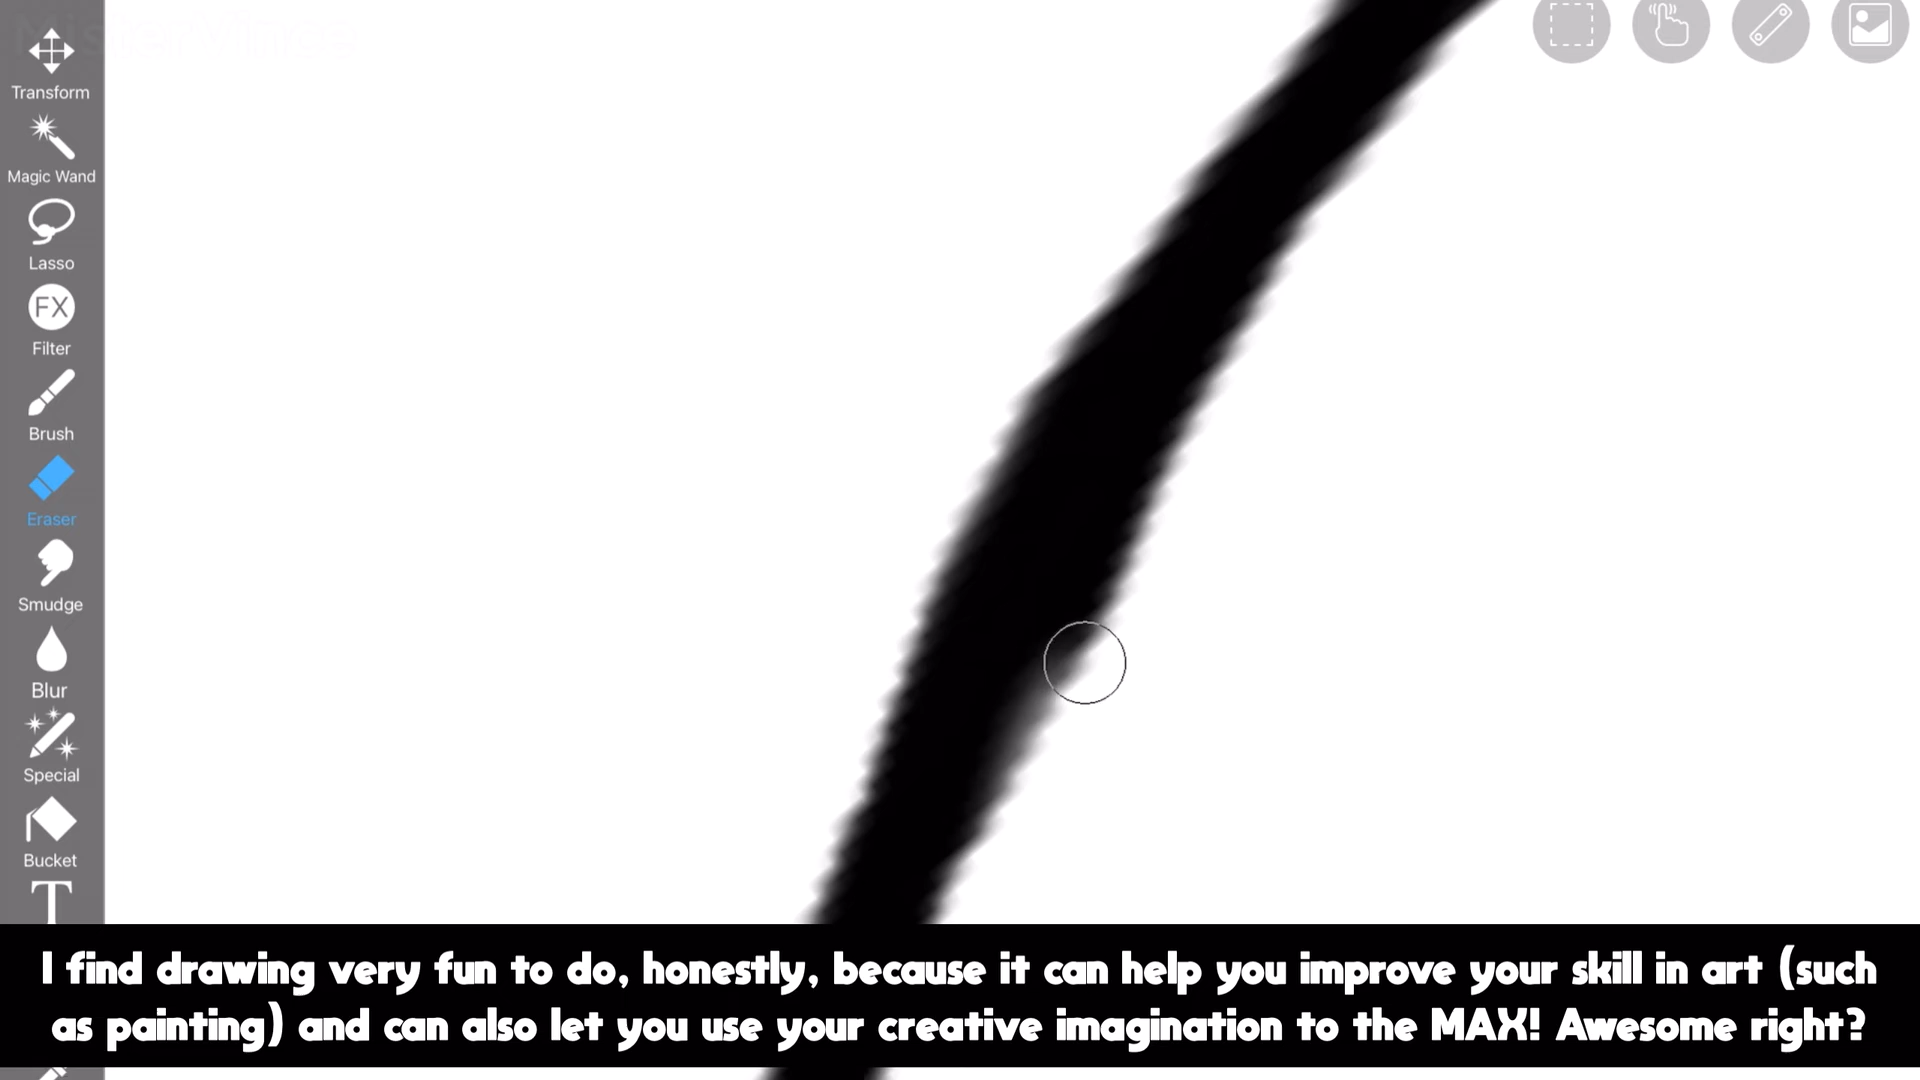 Transform
Magic Wand
Lasso
FX
Filter
Brush
Eraser
Smudge
Blur
Special
Bucket
T
I find drawing very fun to do, honestly, because it can help you improve your skill in art (such
as painting) and can also let you use your creative imagination to the MAX! Awesome right?